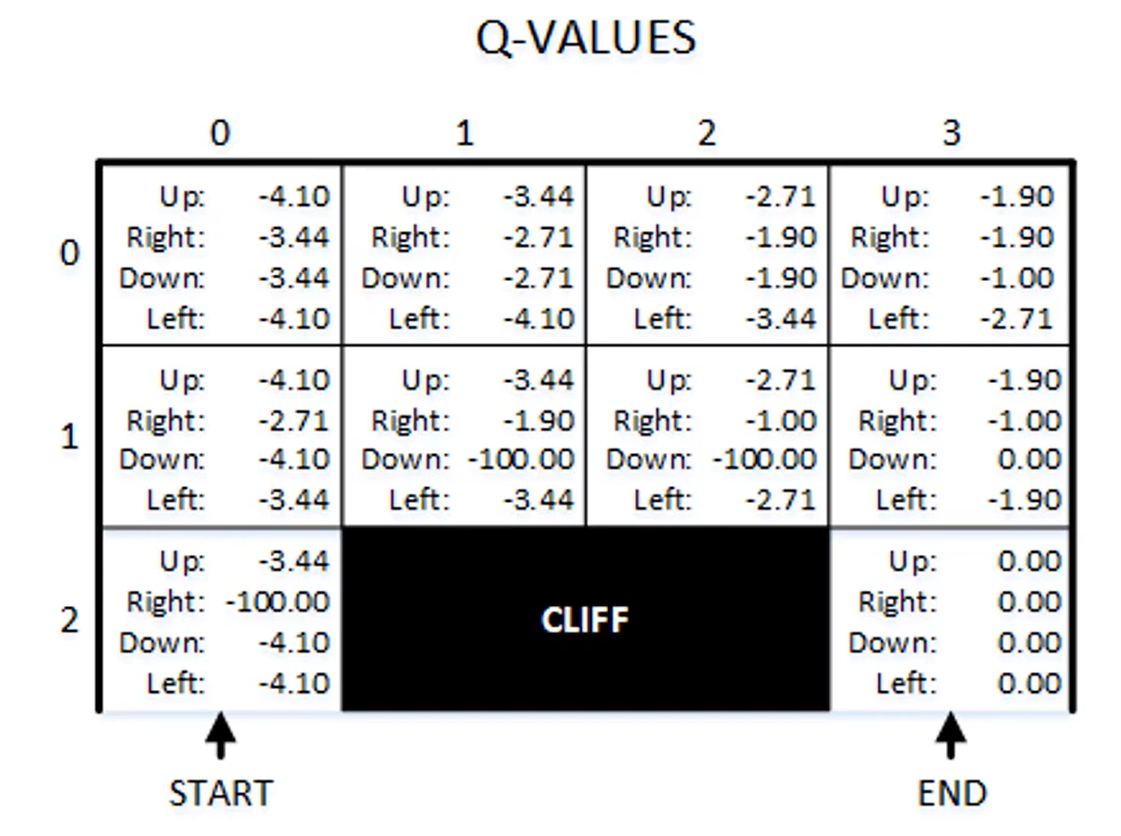 Q-VALUES
0 1 2 3
Up: -4.10 Up: -3.44 Up: -2.71 Up: -1.90
Right: -3.44 Right: -2.71 Right: -1.90 Right: -1.90
0
Down: -3.44 Down: -2.71 Down: -1.90 Down: -1.00
Left: -4.10 Left: -4.10 Left: -3.44 Left: -2.71
Up: -4.10 Up: -3.44 Up: -2.71 Up: -1.90
Right: -2.71 Right: -1.90 Right: -1.00 Right: -1.00
1
Down: -4.10 Down: -100.00 Down: -100.00 Down: 0.00
Left: -3.44 Left: -3.44 Left: -2.71 Left: -1.90
Up: -3.44 Up: 0.00
Right: -100.00 Right: 0.00
2 CLIFF
Down: -4.10 Down: 0.00
Left: -4.10 Left: 0.00
START END